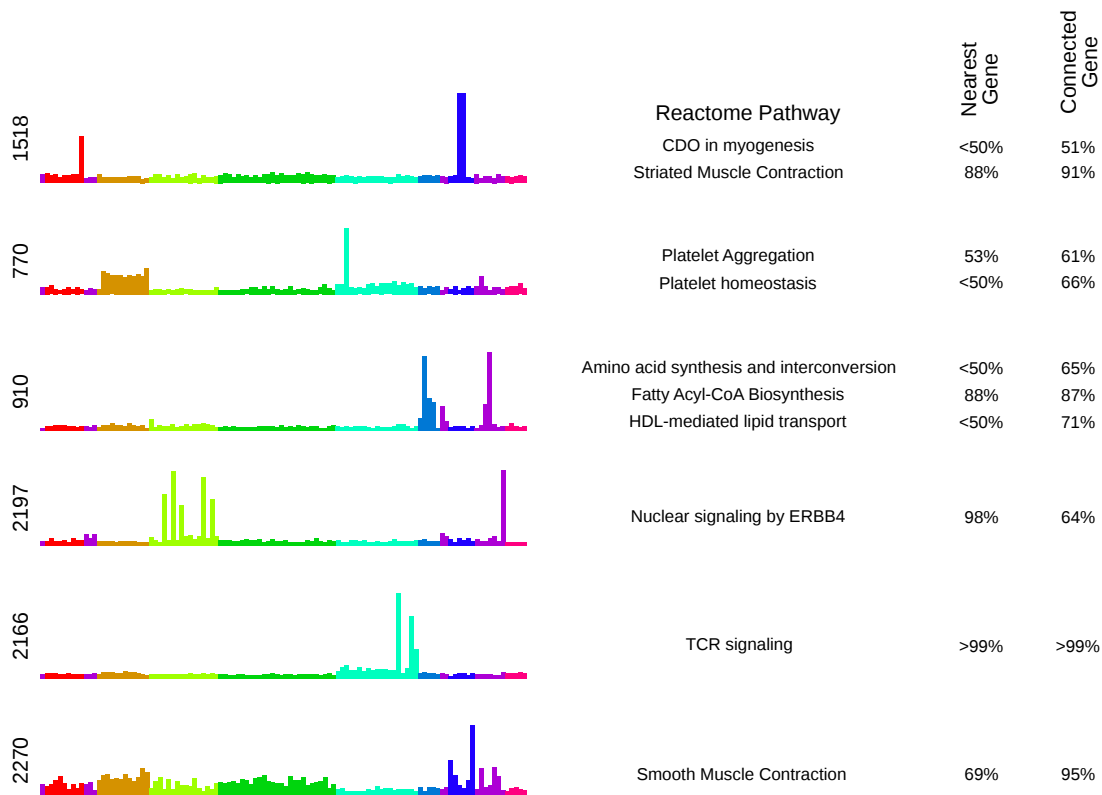 Nearest
Gene
Connected
Gene
Reactome Pathway
1518
CDO in myogenesis <50% 51%
Striated Muscle Contraction 88% 91%
770
Platelet Aggregation 53% 61%
Platelet homeostasis <50% 66%
910
Amino acid synthesis and interconversion <50% 65%
Fatty Acyl-CoA Biosynthesis 88% 87%
HDL-mediated lipid transport <50% 71%
2197
Nuclear signaling by ERBB4 98% 64%
2166
TCR signaling >99% >99%
2270
Smooth Muscle Contraction 69% 95%